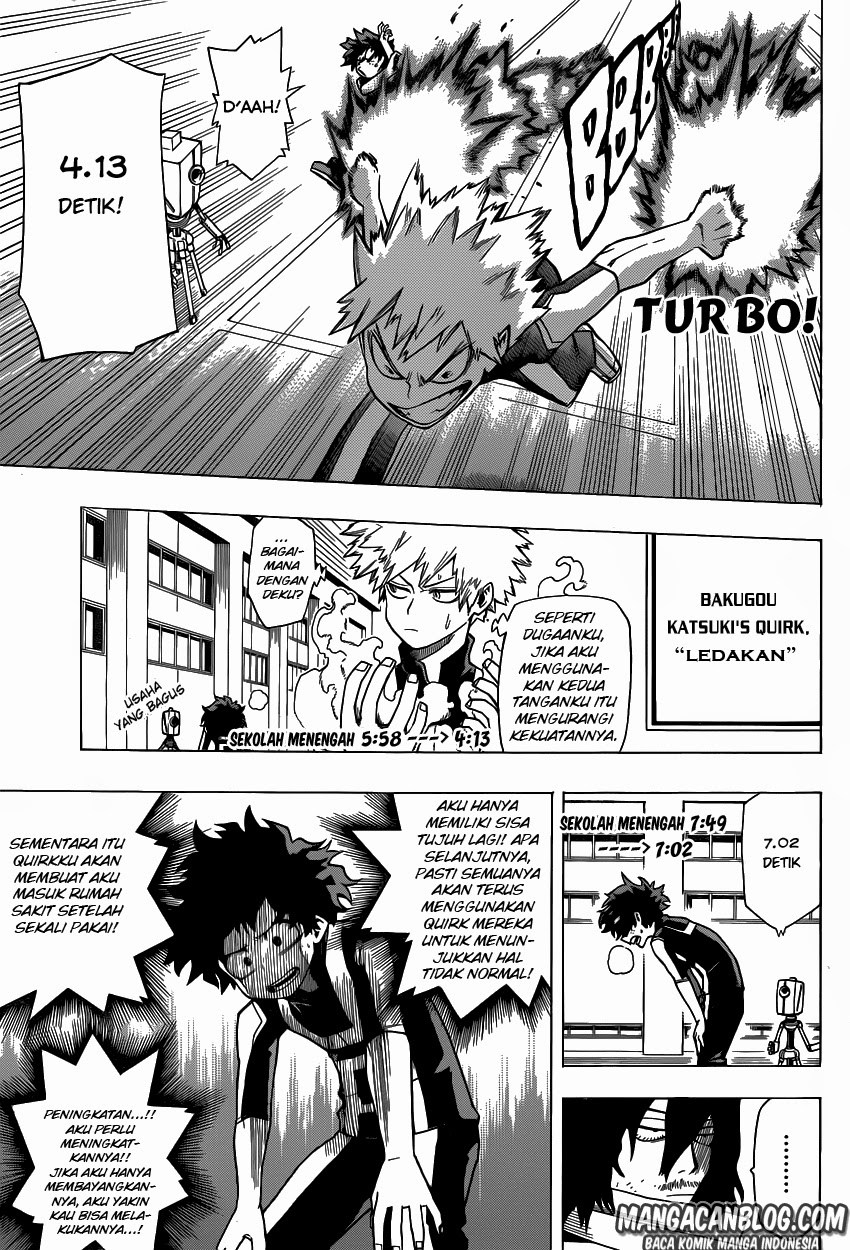 BBBBBB
TURBO!
D'AAH!
4.13
DETIK!
BAKUGOU
KATSUKI'S QUIRK,
"LEDAKAN"
SEPERTI
DUGAANKU,
JIKA AKU
MENGGUNA-
KAN KEDUA
TANGANKU ITU
MENGURANGI
KEKUATANNYA.
...
BAGAI-
MANA
DENGAN
DEKU?
USAHA
YANG BAGUS
SEKOLAH MENENGAH 5:58 ---> 4:13
7.02
DETIK
SEKOLAH MENENGAH 7:49
----> 7:02
AKU HANYA
MEMILIKI SISA
TUJUH LAGI! APA
SELANJUTNYA,
PASTI SEMUANYA
AKAN TERUS
MENGGUNAKAN
QUIRK MEREKA
UNTUK MENUN-
JUKKAN HAL
TIDAK NORMAL!
SEMENTARA ITU
QUIRKKU AKAN
MEMBUAT AKU
MASUK RUMAH
SAKIT SETELAH
SEKALI PAKAI!
PENINGKATAN...!!
AKU PERLU
MENINGKAT-
KANNYA!!
JIKA AKU HANYA
MEMBAYANGKAN-
NYA, AKU YAKIN
KAU BISA MELA-
KUKANNYA...!
........
MANGACANBLOG.COM
BACA KOMIK MANGA INDONESIA